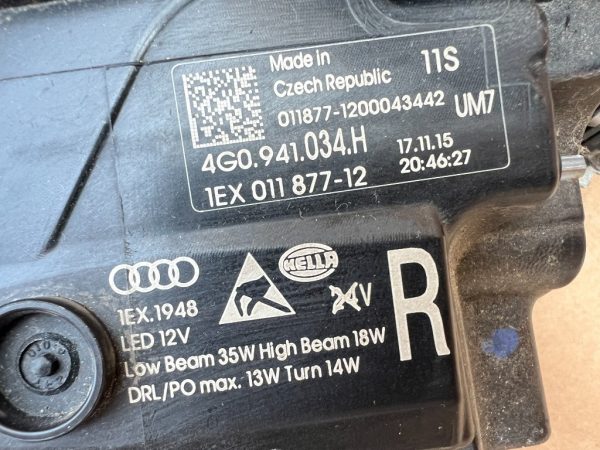 Made in
Czech Republic
11S
011877-1200043442
UM7
4G0.941.034.H
17.11.15
1EX 011 877-12
20:46:27
HELLA
1EX.1948
24V
LED 12V
R
Low Beam 35W High Beam 18W
DRL/PO max. 13W Turn 14W